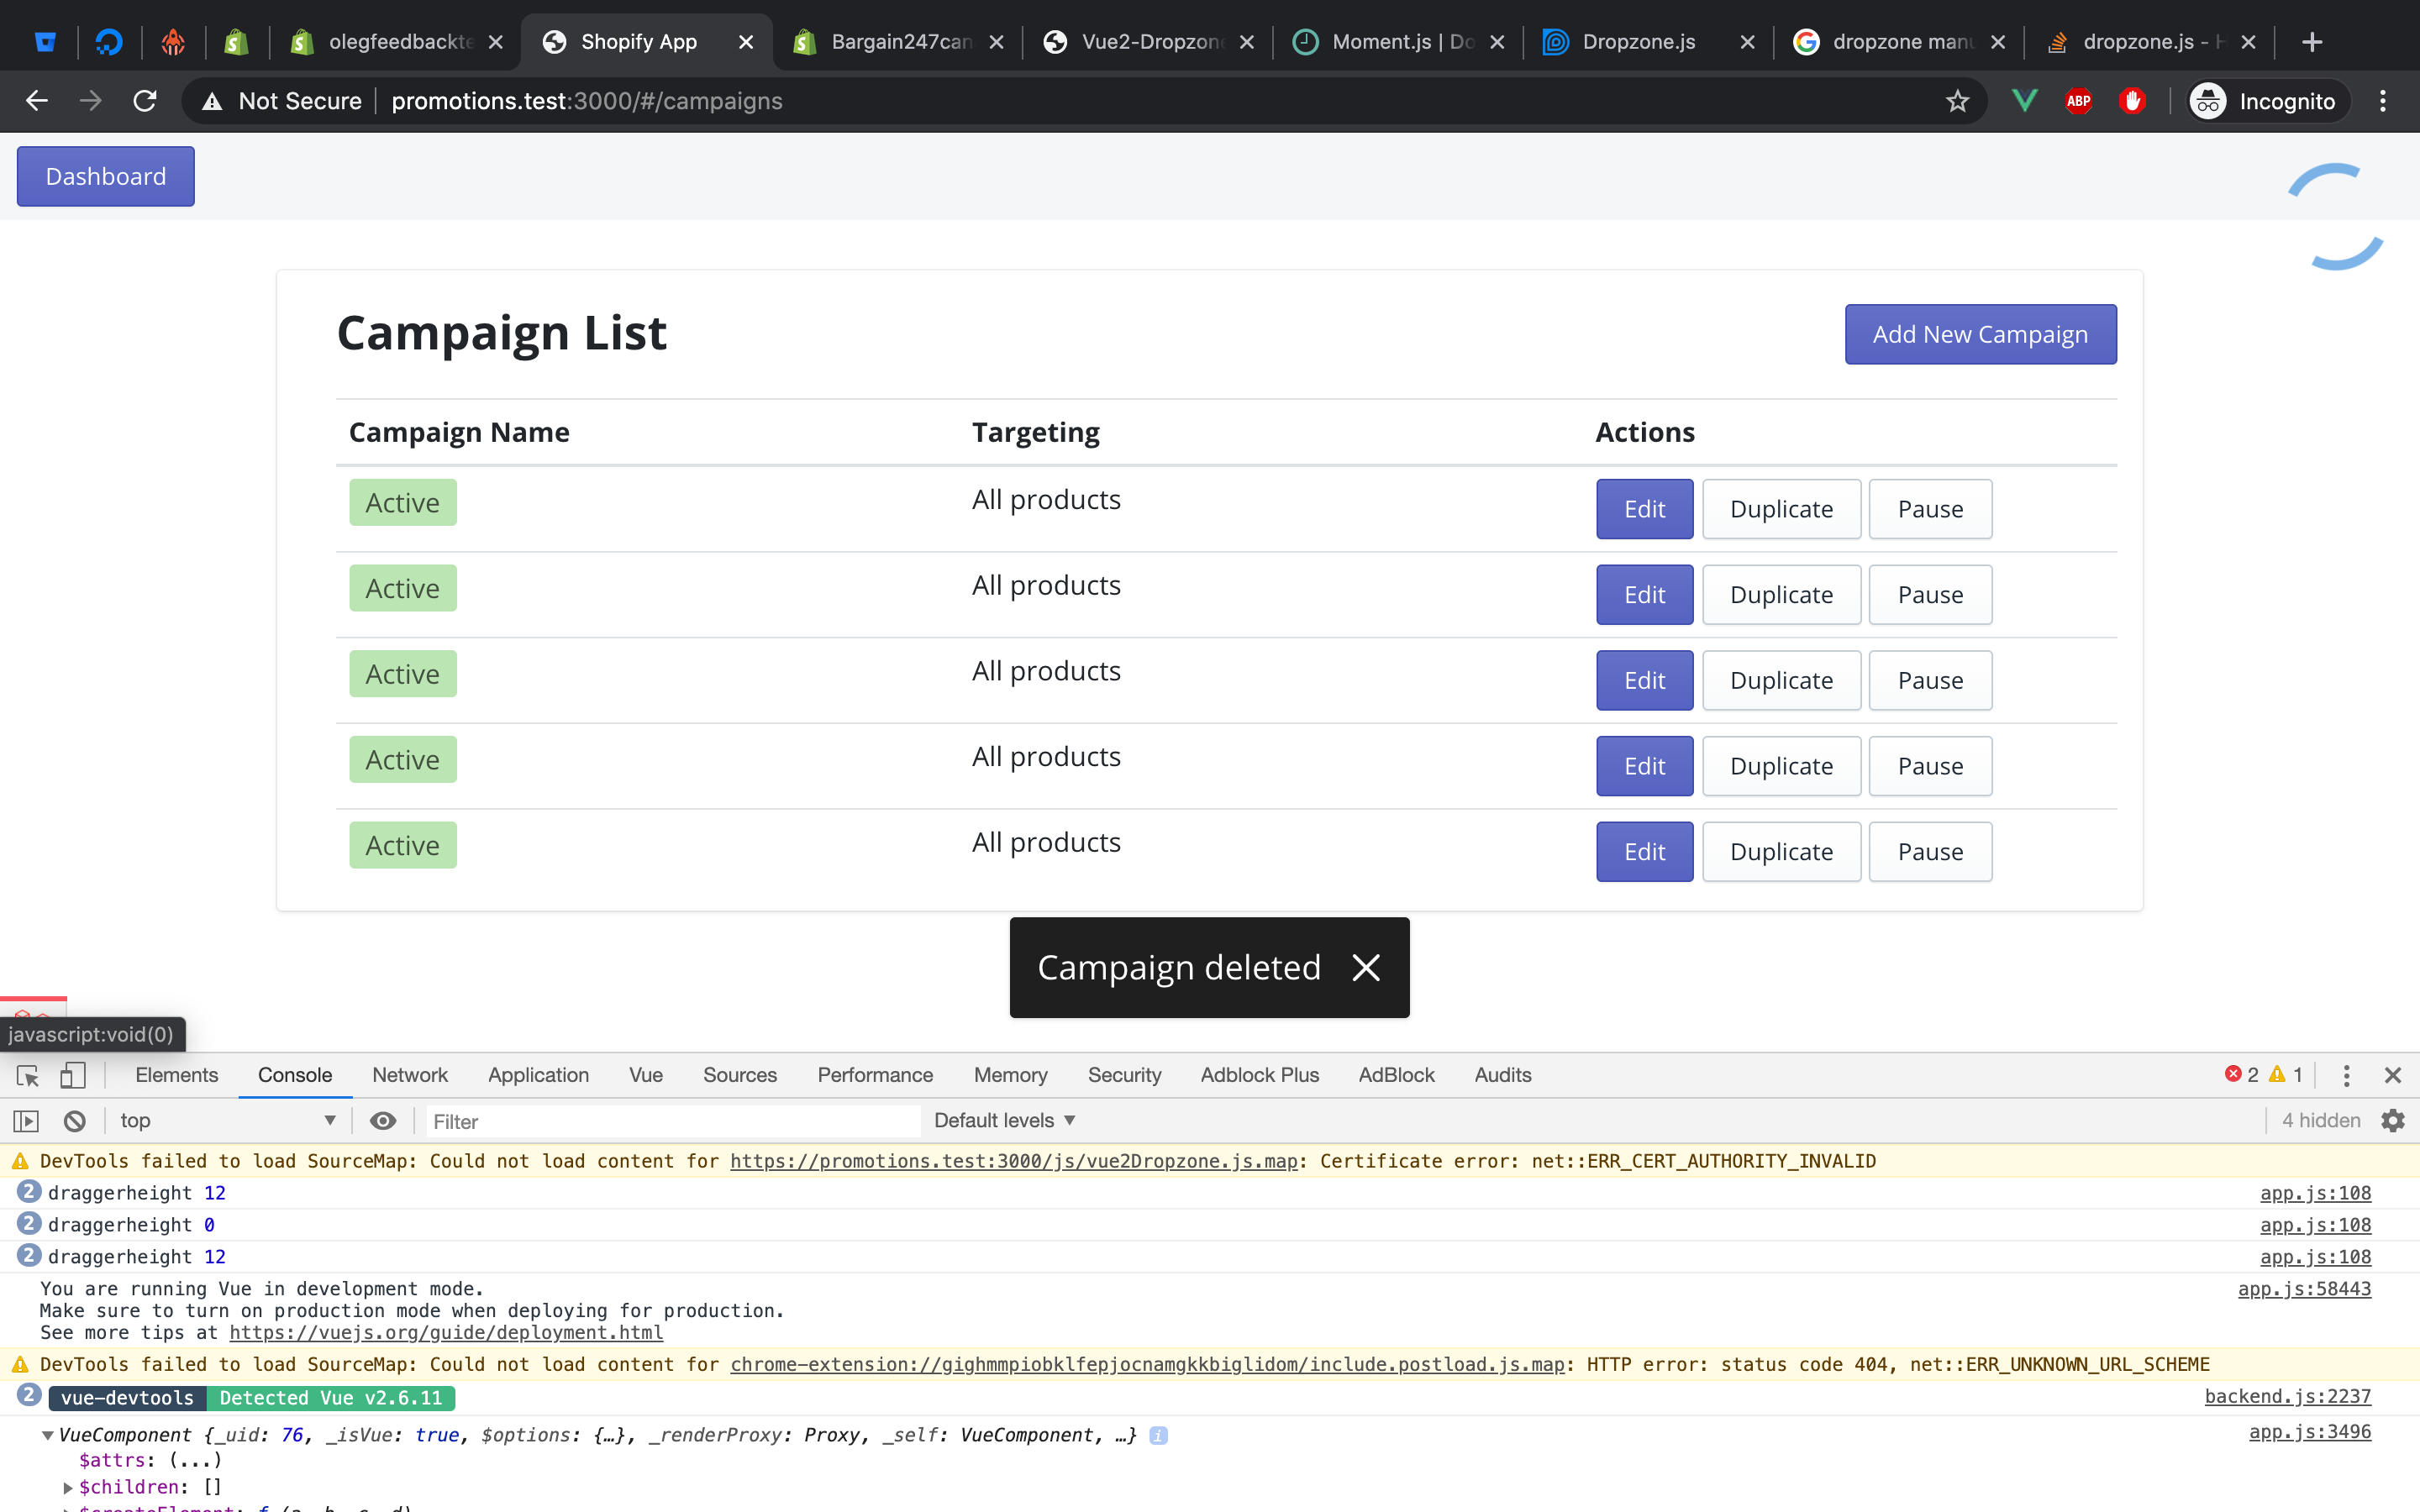 olegfeedbackte
Shopify App
Bargain247can
Vue2-Dropzone
Moment.js | Do
Dropzone.js
dropzone manu
dropzone.js - H
Not Secure
promotions.test:3000/#/campaigns
ABP
Incognito
Dashboard
Campaign List
Add New Campaign
Campaign Name Targeting Actions
Active All products Edit Duplicate Pause
Active All products Edit Duplicate Pause
Active All products Edit Duplicate Pause
Active All products Edit Duplicate Pause
Active All products Edit Duplicate Pause
Campaign deleted
javascript:void(0)
Elements Console Network Application Vue Sources Performance Memory Security Adblock Plus AdBlock Audits 2 1
top Filter Default levels 4 hidden
DevTools failed to load SourceMap: Could not load content for https://promotions.test:3000/js/vue2Dropzone.js.map: Certificate error: net::ERR_CERT_AUTHORITY_INVALID
2 draggerheight 12 app.js:108
2 draggerheight 0 app.js:108
2 draggerheight 12 app.js:108
You are running Vue in development mode. app.js:58443
Make sure to turn on production mode when deploying for production.
See more tips at https://vuejs.org/guide/deployment.html
DevTools failed to load SourceMap: Could not load content for chrome-extension://gighmmpiobklfepjocnamgkkbiglidom/include.postload.js.map: HTTP error: status code 404, net::ERR_UNKNOWN_URL_SCHEME
2 vue-devtools Detected Vue v2.6.11 backend.js:2237
VueComponent {_uid: 76, _isVue: true, $options: {…}, _renderProxy: Proxy, _self: VueComponent, …} i app.js:3496
$attrs: (...)
$children: []
$createElement: f (a, b, c, d)